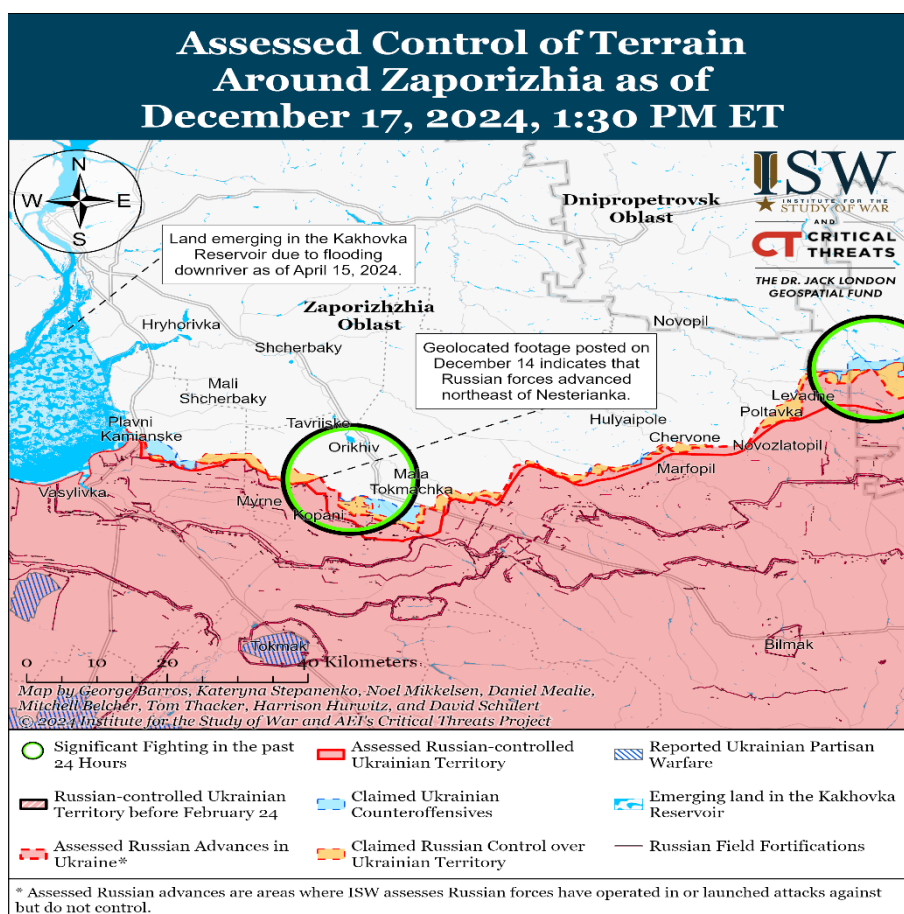 Assessed Control of Terrain
Around Zaporizhia as of
December 17, 2024, 1:30 PM ET
N
W
E
S
ISW
INSTITUTE FOR THE
STUDY OF WAR
AND
CT CRITICAL
THREATS
THE DR. JACK LONDON
GEOSPATIAL FUND
Dnipropetrovsk
Oblast
Land emerging in the Kakhovka
Reservoir due to flooding
downriver as of April 15, 2024.
Zaporizhzhia
Oblast
Hryhorivka
Novopil
Shcherbaky
Geolocated footage posted on
December 14 indicates that
Russian forces advanced
northeast of Nesterianka.
Mali
Shcherbaky
Levadne
Poltavka
Plavni
Kamianske
Tavriiske
Hulyaipole
Orikhiv
Chervone
Novozlatopil
Mala
Tokmachka
Marfopil
Vasylivka
Myrne
Kopani
Tokmak
Bilmak
0 10 20 40 Kilometers
Map by George Barros, Kateryna Stepanenko, Noel Mikkelsen, Daniel Mealie,
Mitchell Belcher, Tom Thacker, Harrison Hurwitz, and David Schulert
© 2024 Institute for the Study of War and AEI's Critical Threats Project
Significant Fighting in the past
24 Hours
Assessed Russian-controlled
Ukrainian Territory
Reported Ukrainian Partisan
Warfare
Russian-controlled Ukrainian
Territory before February 24
Claimed Ukrainian
Counteroffensives
Emerging land in the Kakhovka
Reservoir
Assessed Russian Advances in
Ukraine*
Claimed Russian Control over
Ukrainian Territory
Russian Field Fortifications
* Assessed Russian advances are areas where ISW assesses Russian forces have operated in or launched attacks against
but do not control.